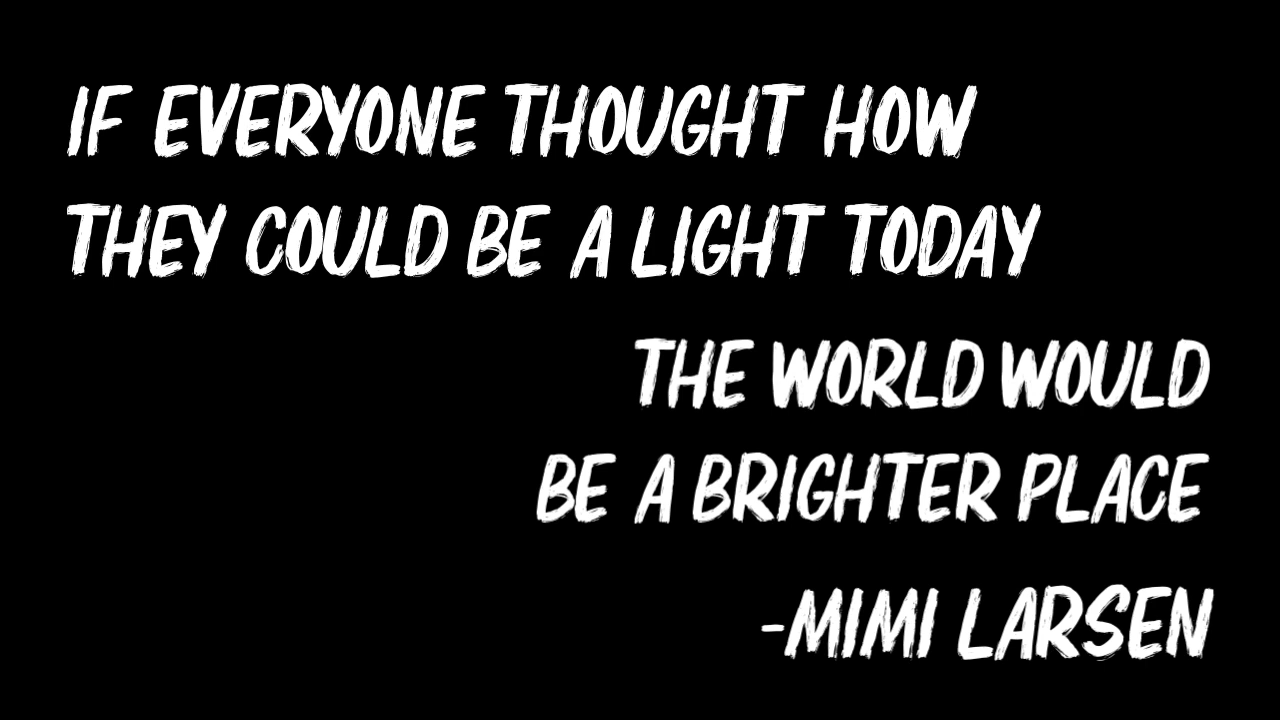 IF EVERYONE THOUGHT HOW
THEY COULD BE A LIGHT TODAY
THE WORLD WOULD
BE A BRIGHTER PLACE
-MIMI LARSEN